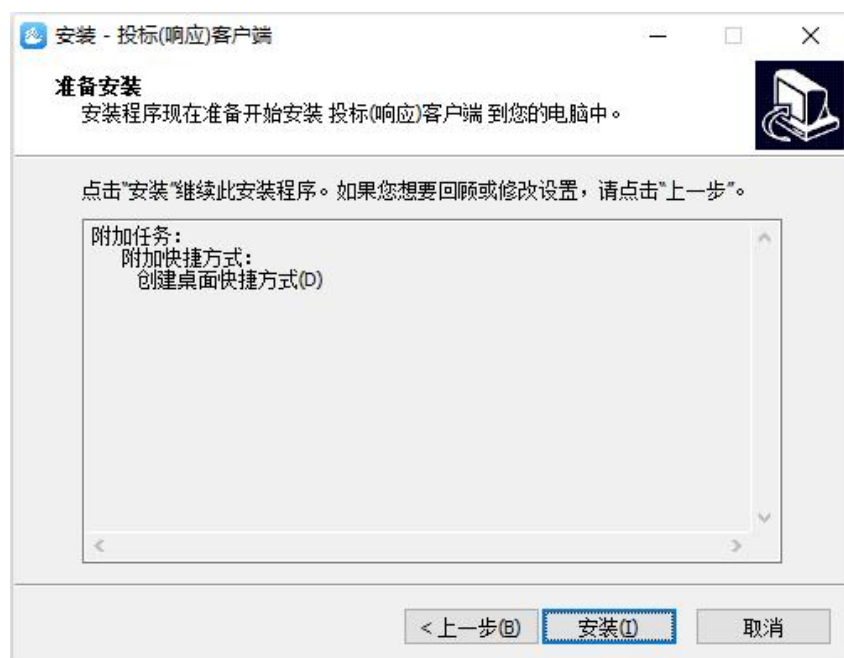 安装 - 投标(响应)客户端
准备安装
安装程序现在准备开始安装 投标(响应)客户端 到您的电脑中。
点击"安装"继续此安装程序。如果您想要回顾或修改设置，请点击"上一步"。
附加任务:
附加快捷方式:
创建桌面快捷方式(D)
<上一步(B)
安装(I)
取消